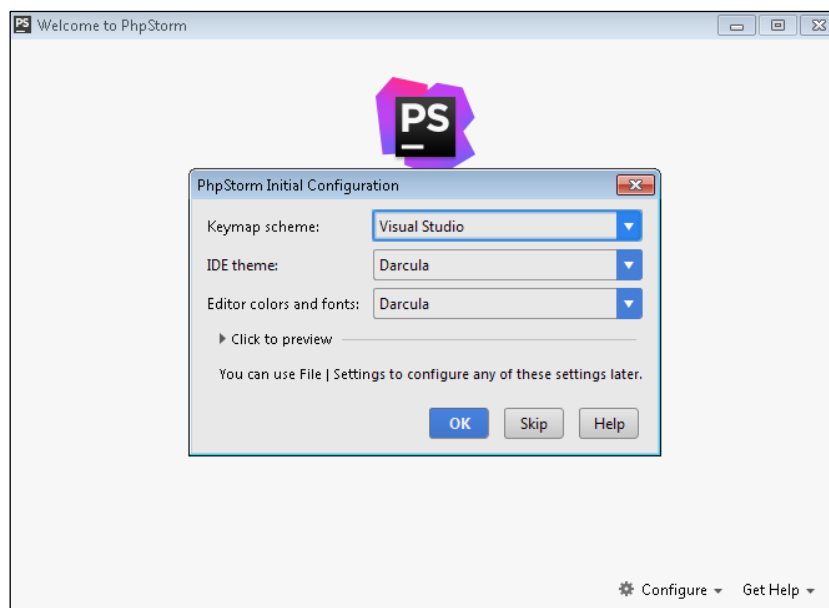 PS Welcome to PhpStorm
PS
PhpStorm Initial Configuration
Keymap scheme: Visual Studio
IDE theme: Darcula
Editor colors and fonts: Darcula
Click to preview
You can use File | Settings to configure any of these settings later.
OK Skip Help
Configure Get Help